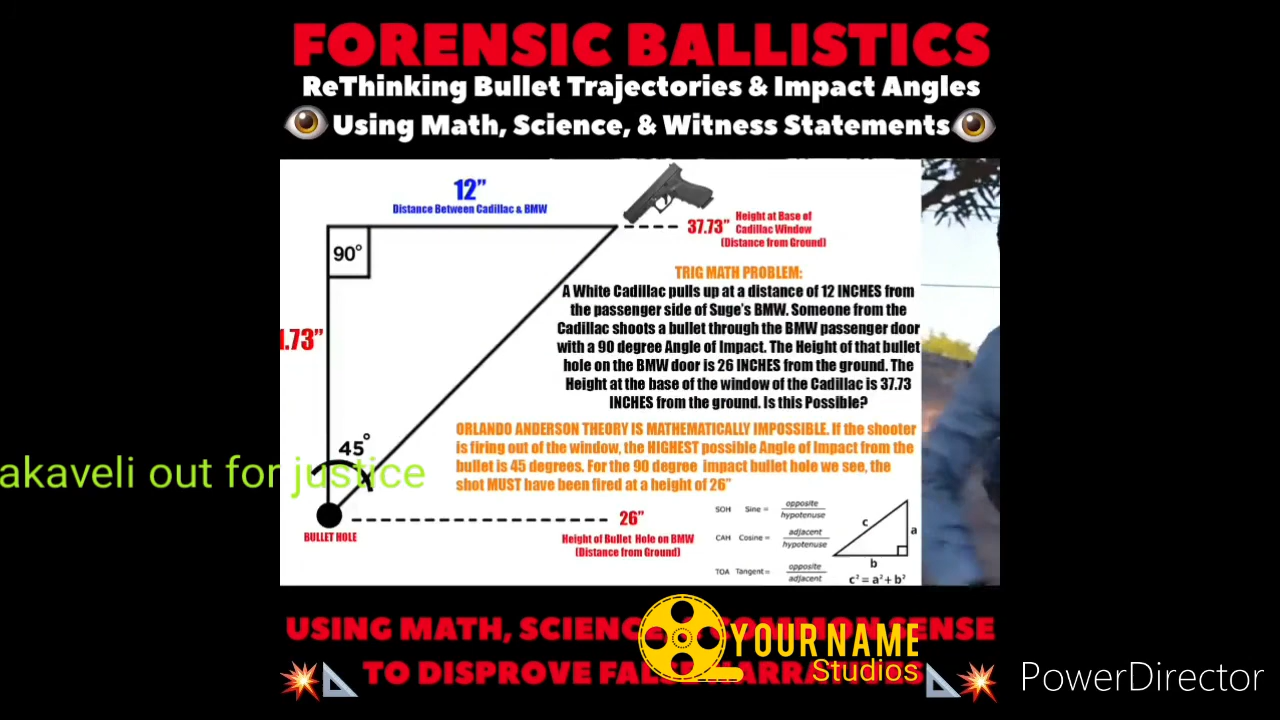 FORENSIC BALLISTICS
ReThinking Bullet Trajectories & Impact Angles
Using Math, Science, & Witness Statements
12”
Distance Between Cadillac & BMW
90°
37.73”
Height at Base of
Cadillac Window
(Distance from Ground)
.73”
TRIG MATH PROBLEM:
A White Cadillac pulls up at a distance of 12 INCHES from
the passenger side of Suge's BMW. Someone from the
Cadillac shoots a bullet through the BMW passenger door
with a 90 degree Angle of Impact. The Height of that bullet
hole on the BMW door is 26 INCHES from the ground. The
Height at the base of the window of the Cadillac is 37.73
INCHES from the ground. Is this Possible?
ORLANDO ANDERSON THEORY IS MATHEMATICALLY IMPOSSIBLE. If the shooter
is firing out of the window, the HIGHEST possible Angle of Impact from the
bullet is 45 degrees. For the 90 degree impact bullet hole we see, the
shot MUST have been fired at a height of 26”
45°
akaveli out for justice
BULLET HOLE
26”
Height of Bullet Hole on BMW
(Distance from Ground)
SOH Sine = opposite
hypotenuse
CAH Cosine = adjacent
hypotenuse
TOA Tangent = opposite
adjacent
c
a
b
c² = a² + b²
USING MATH, SCIENCE COMMON SENSE
TO DISPROVE FALSE NARRATIVES
YOUR NAME
Studios
PowerDirector